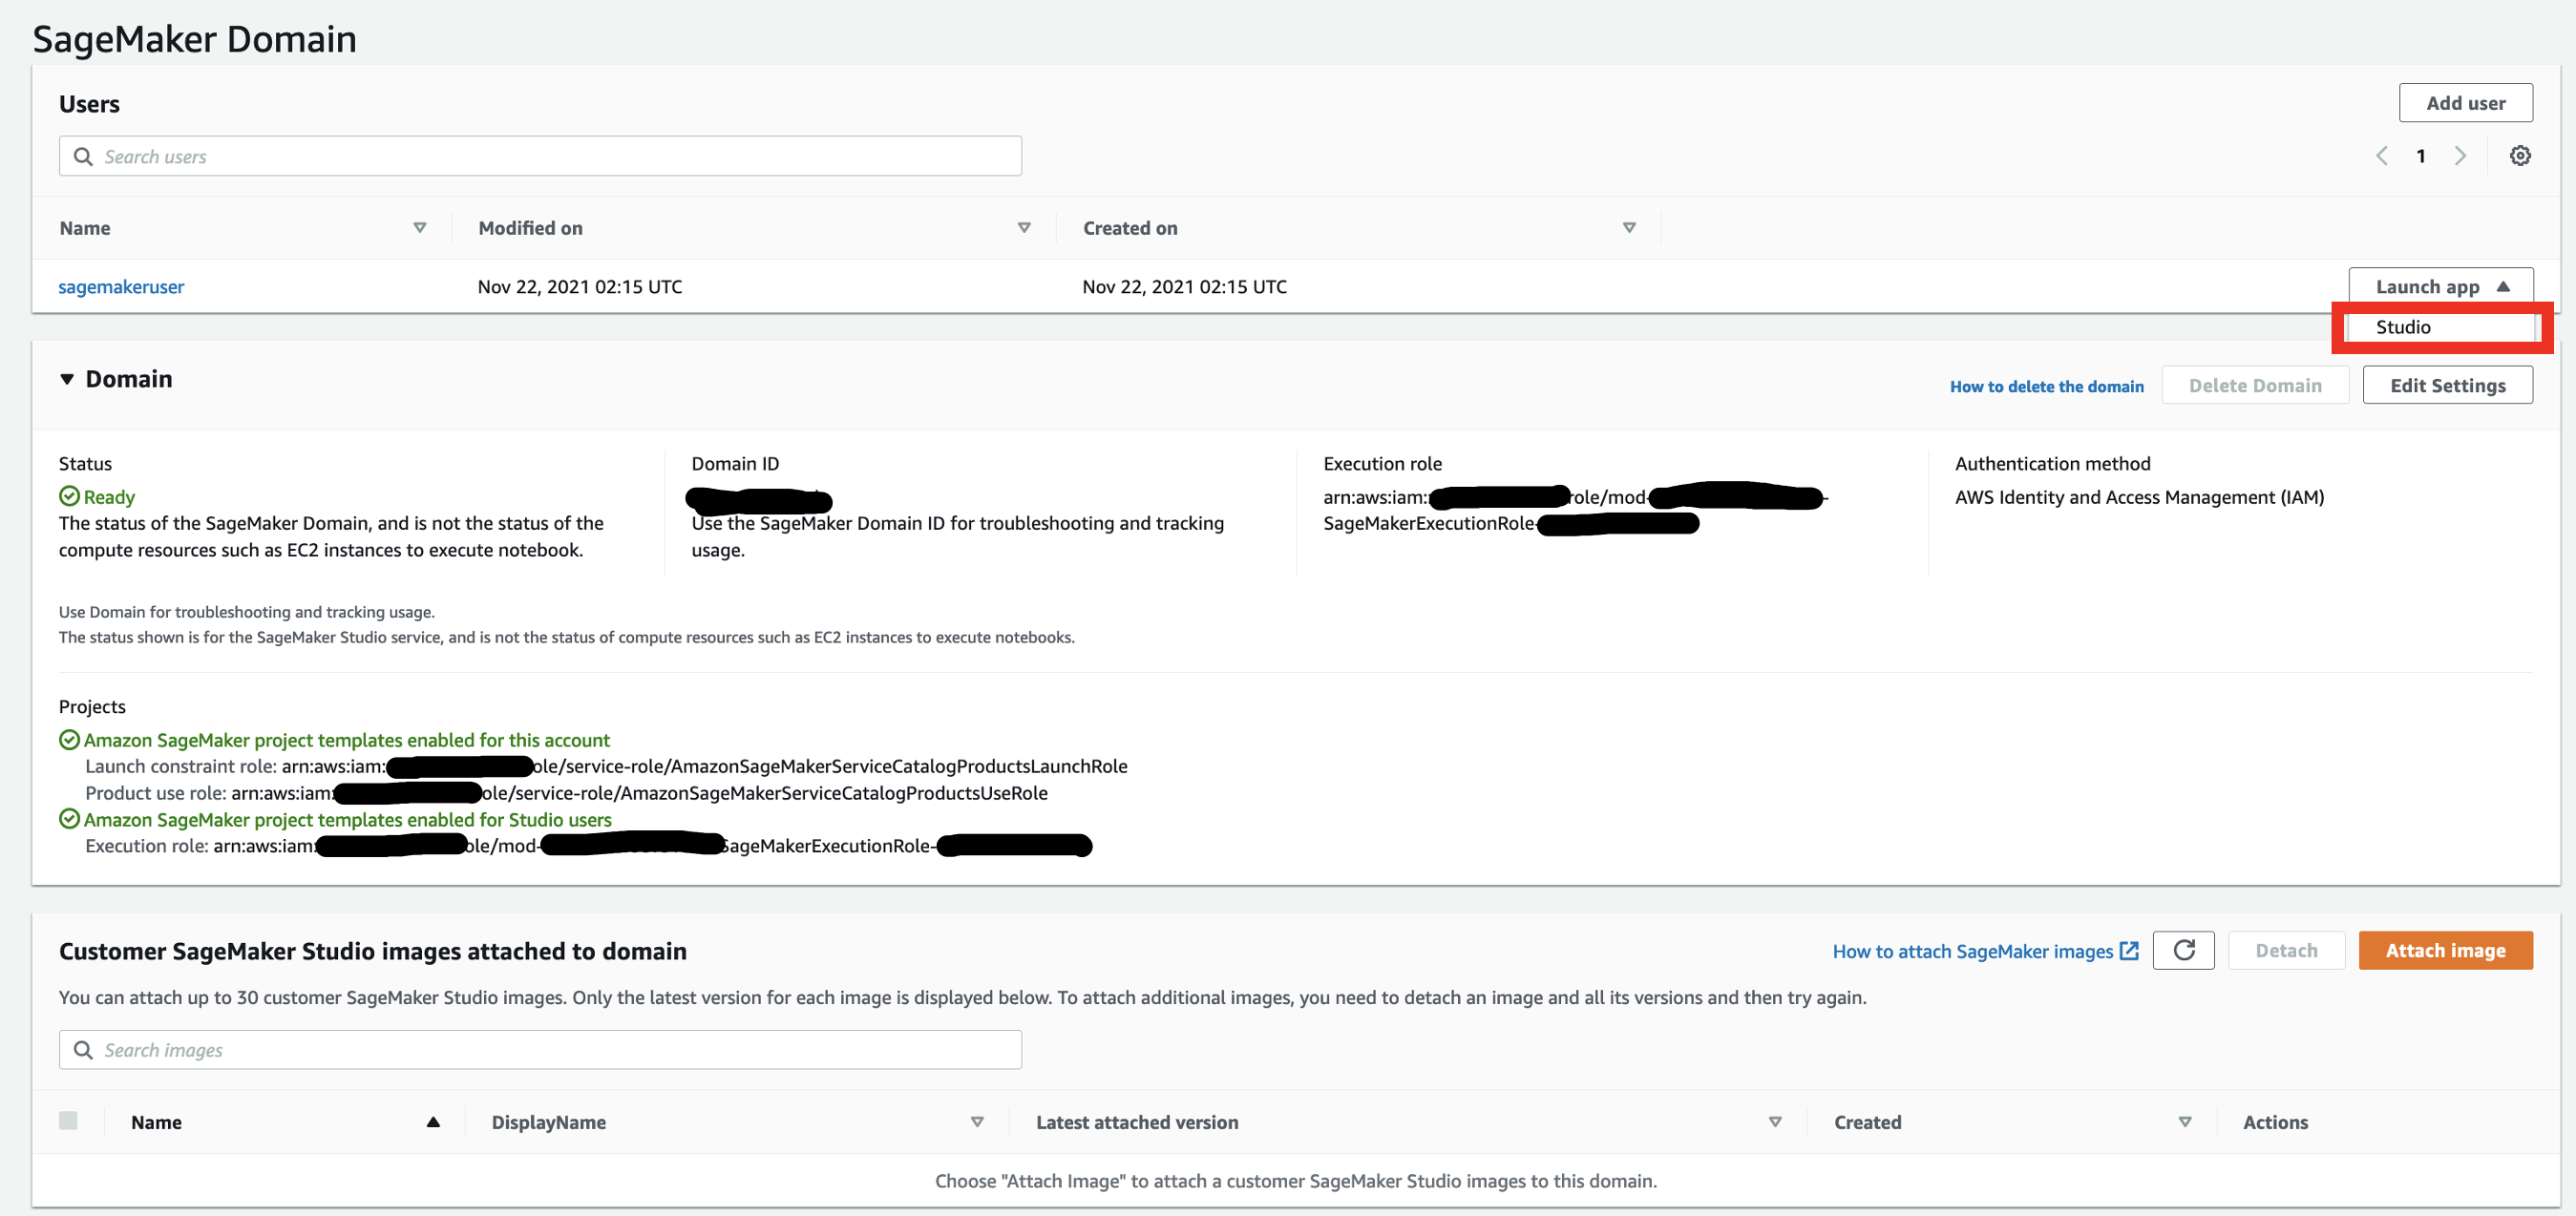 SageMaker Domain
Users
Add user
Search users
1
Name Modified on Created on
sagemakeruser Nov 22, 2021 02:15 UTC Nov 22, 2021 02:15 UTC Launch app
Studio
Domain
How to delete the domain Delete Domain Edit Settings
Status
Ready
The status of the SageMaker Domain, and is not the status of the
compute resources such as EC2 instances to execute notebook.
Domain ID
Use the SageMaker Domain ID for troubleshooting and tracking
usage.
Execution role
arn:aws:iam: role/mod- -
SageMakerExecutionRole-
Authentication method
AWS Identity and Access Management (IAM)
Use Domain for troubleshooting and tracking usage.
The status shown is for the SageMaker Studio service, and is not the status of compute resources such as EC2 instances to execute notebooks.
Projects
Amazon SageMaker project templates enabled for this account
Launch constraint role: arn:aws:iam: ole/service-role/AmazonSageMakerServiceCatalogProductsLaunchRole
Product use role: arn:aws:iam: ole/service-role/AmazonSageMakerServiceCatalogProductsUseRole
Amazon SageMaker project templates enabled for Studio users
Execution role: arn:aws:iam: ole/mod- SageMakerExecutionRole-
Customer SageMaker Studio images attached to domain
How to attach SageMaker images Detach Attach image
You can attach up to 30 customer SageMaker Studio images. Only the latest version for each image is displayed below. To attach additional images, you need to detach an image and all its versions and then try again.
Search images
Name DisplayName Latest attached version Created Actions
Choose "Attach Image" to attach a customer SageMaker Studio images to this domain.